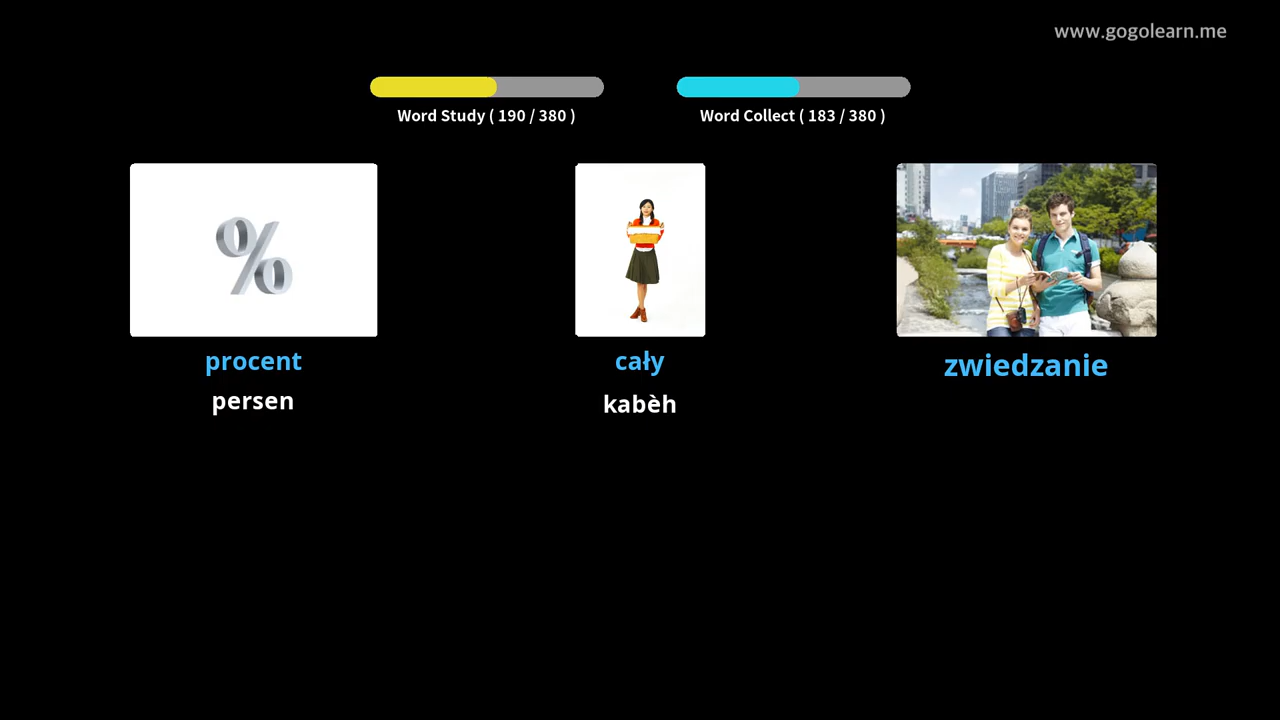 www.gogolearn.me
Word Study ( 190 / 380 )
Word Collect ( 183 / 380 )
%
procent
cały
zwiedzanie
persen
kabèh